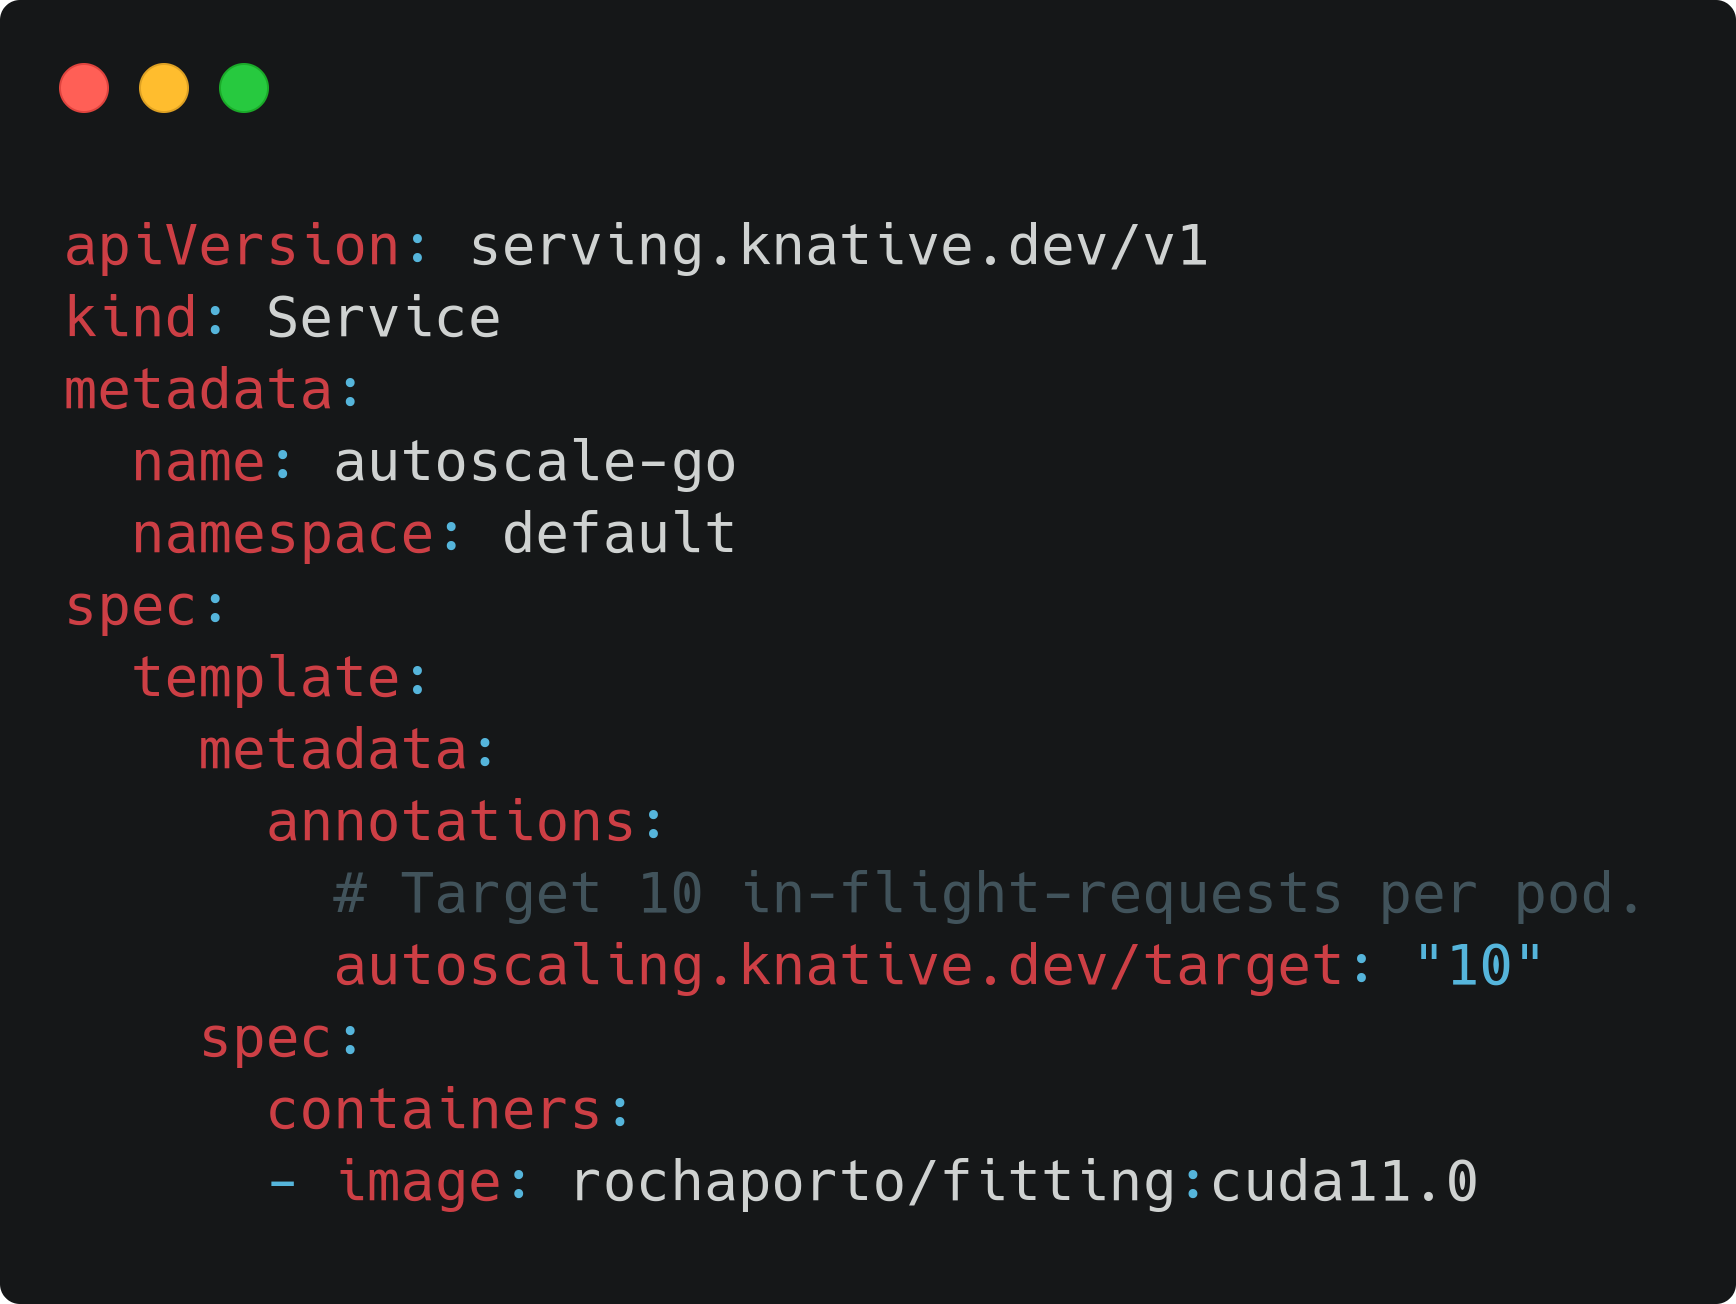 apiVersion: serving.knative.dev/v1
kind: Service
metadata:
  name: autoscale-go
  namespace: default
spec:
  template:
    metadata:
      annotations:
        # Target 10 in-flight-requests per pod.
        autoscaling.knative.dev/target: "10"
    spec:
      containers:
      - image: rochaporto/fitting:cuda11.0